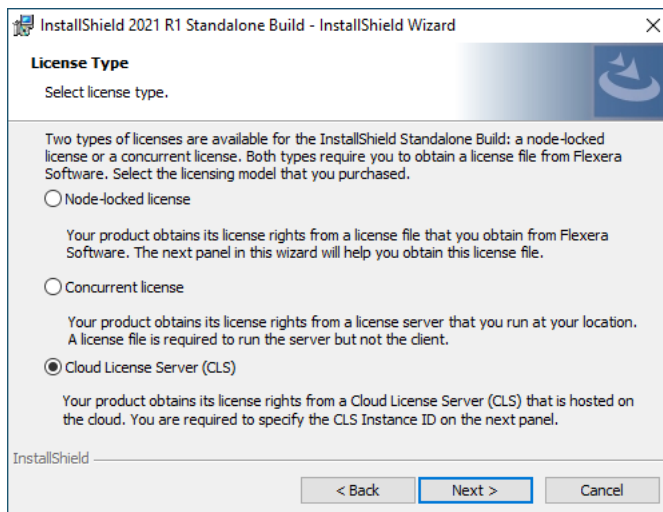 InstallShield 2021 R1 Standalone Build - InstallShield Wizard
License Type
Select license type.
Two types of licenses are available for the InstallShield Standalone Build: a node-locked
license or a concurrent license. Both types require you to obtain a license file from Flexera
Software. Select the licensing model that you purchased.
Node-locked license
Your product obtains its license rights from a license file that you obtain from Flexera
Software. The next panel in this wizard will help you obtain this license file.
Concurrent license
Your product obtains its license rights from a license server that you run at your location.
A license file is required to run the server but not the client.
Cloud License Server (CLS)
Your product obtains its license rights from a Cloud License Server (CLS) that is hosted on
the cloud. You are required to specify the CLS Instance ID on the next panel.
InstallShield
< Back Next > Cancel